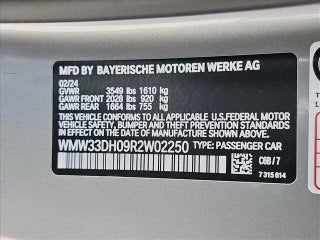 MFD BY BAYERISCHE MOTOREN WERKE AG
02/24
GVWR 3549 lbs 1610 kg
GAWR FRONT 2028 lbs 920 kg
GAWR REAR 1664 lbs 755 kg
THIS VEHICLE CONFORMS TO ALL APPLICABLE U.S.FEDERAL MOTOR
VEHICLE SAFETY, BUMPER, AND THEFT PREVENTION STANDARDS
IN EFFECT ON THE DATE OF MANUFACTURE SHOWN ABOVE.
WMW33DH09R2W02250 TYPE: PASSENGER CAR
C6B / 7
7 315 814